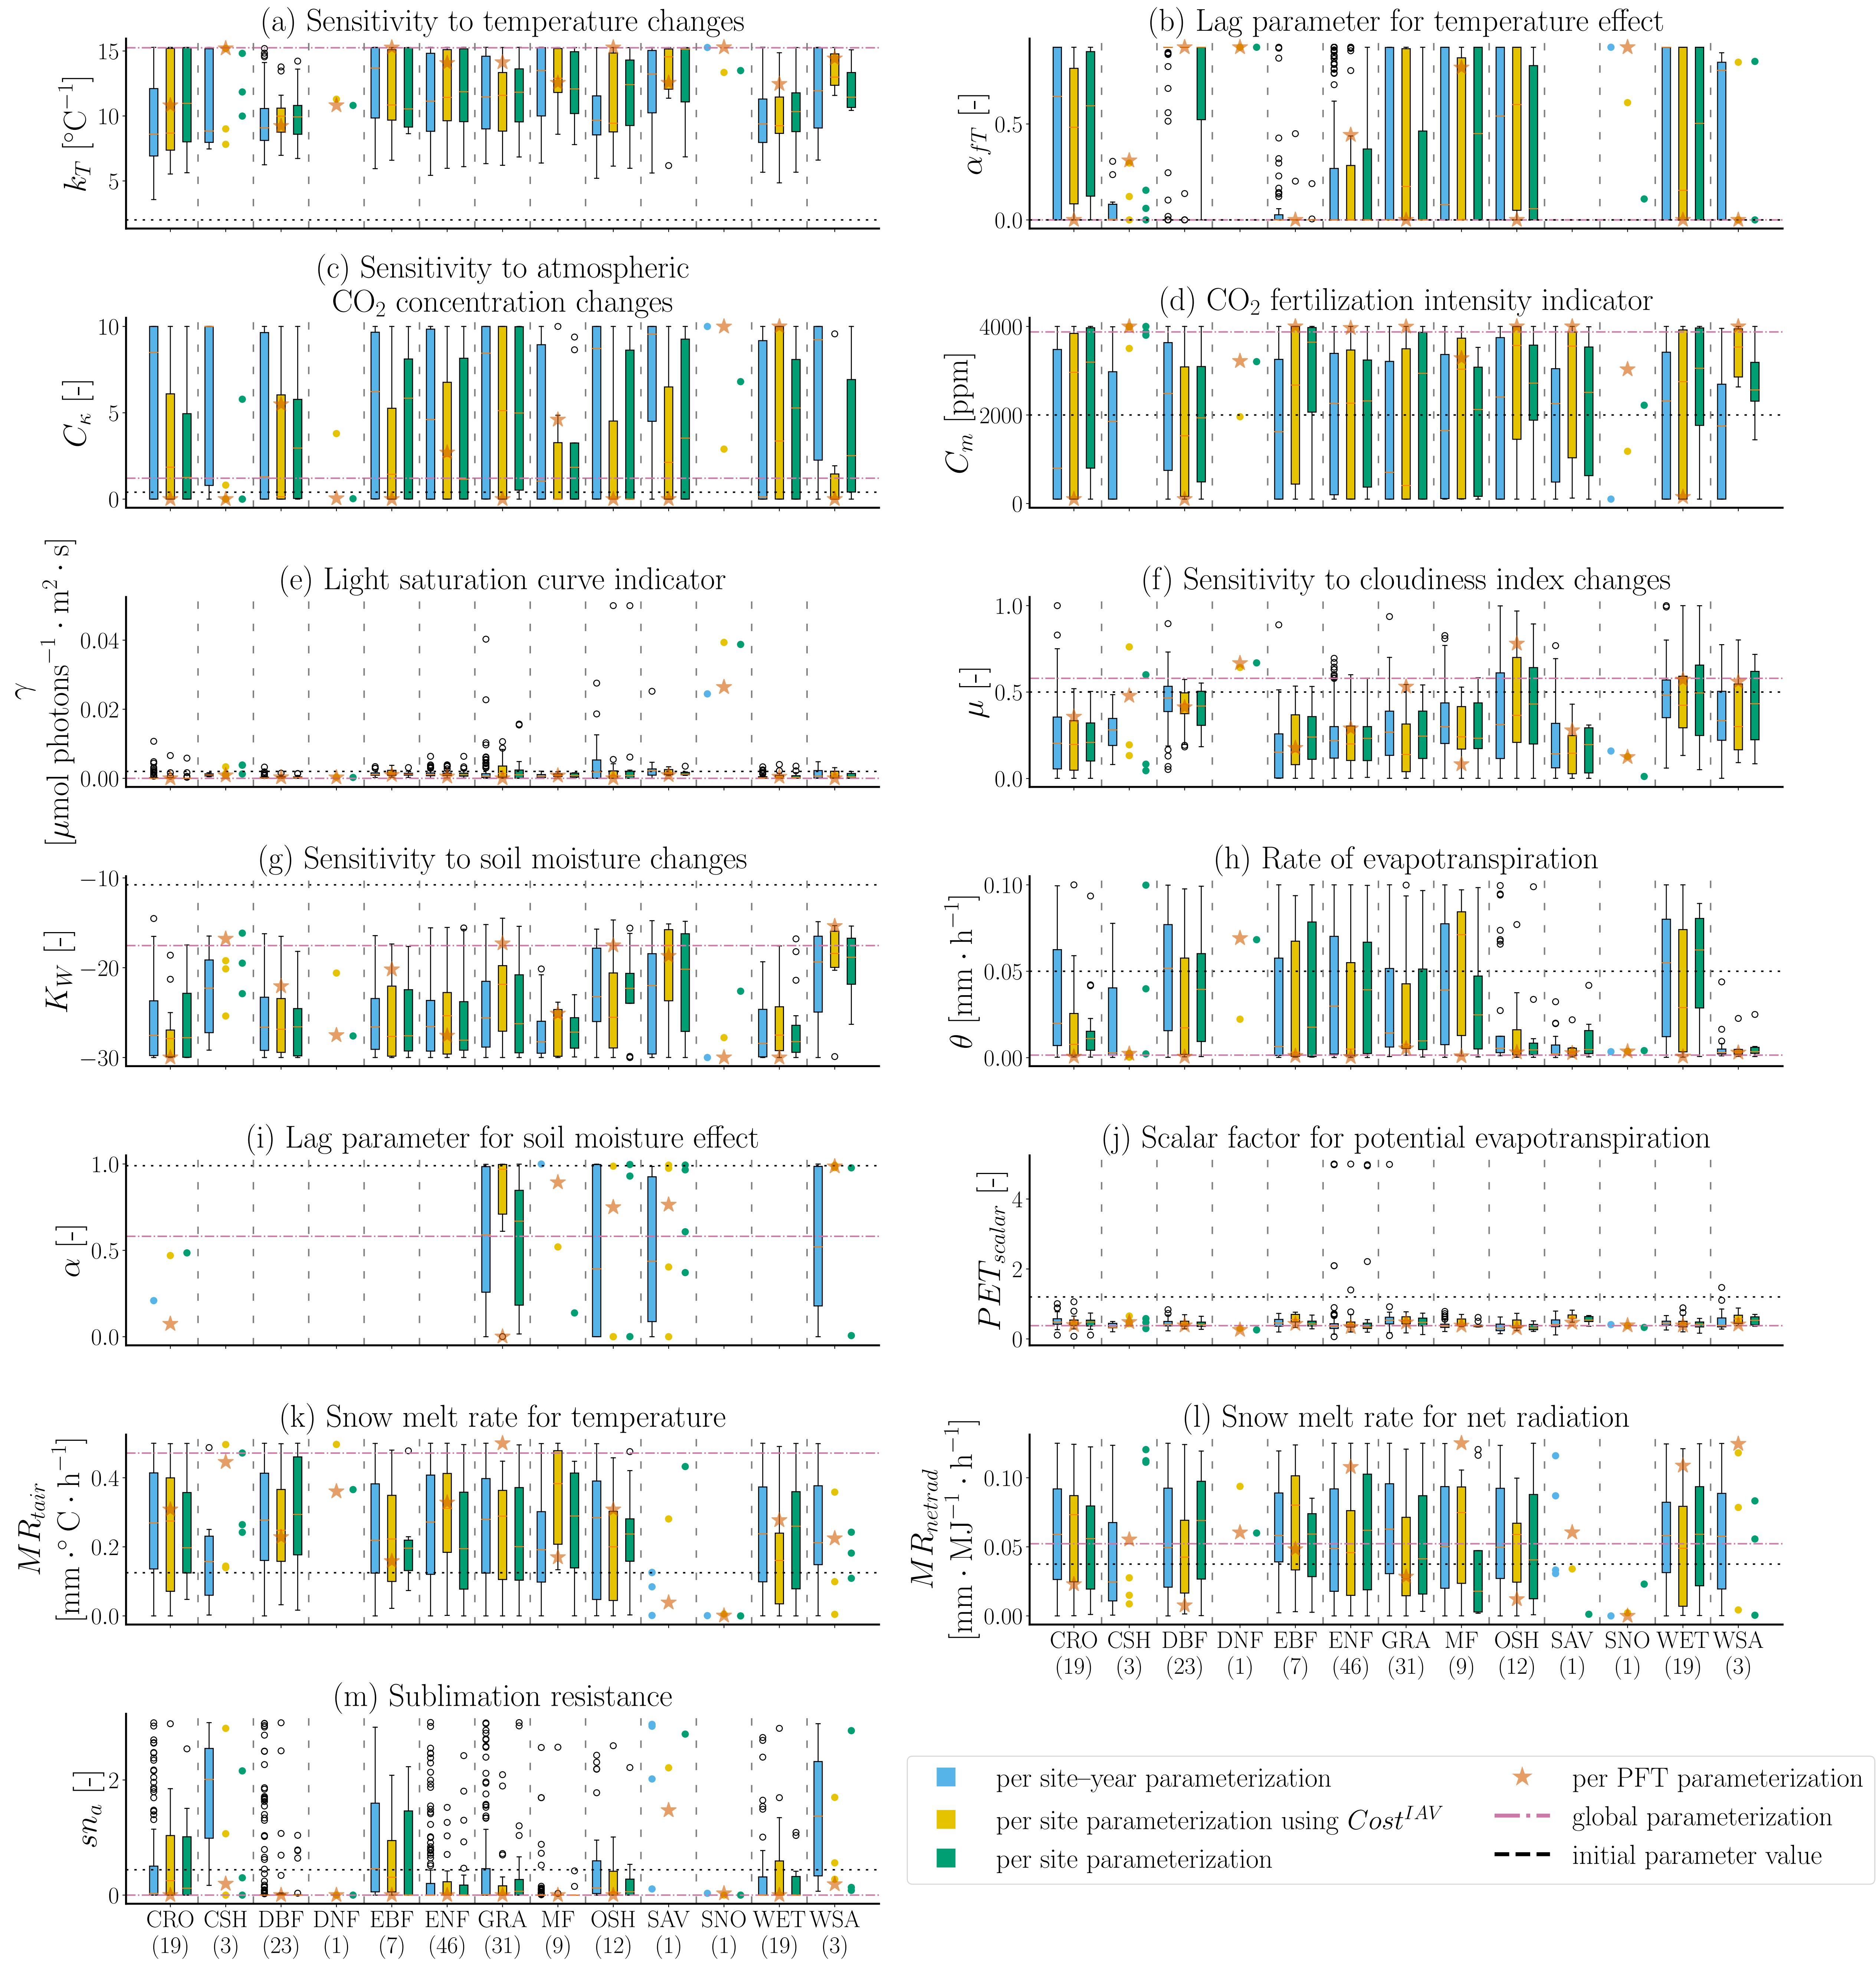 (a) Sensitivity to temperature changes
k_T [°C⁻¹]
15
10
5
(b) Lag parameter for temperature effect
α_fT [-]
0.5
0.0
(c) Sensitivity to atmospheric
CO₂ concentration changes
C_κ [-]
10
5
0
(d) CO₂ fertilization intensity indicator
C_m [ppm]
4000
2000
0
(e) Light saturation curve indicator
γ
[μmol photons⁻¹ · m² · s]
0.04
0.02
0.00
(f) Sensitivity to cloudiness index changes
μ [-]
1.0
0.5
0.0
(g) Sensitivity to soil moisture changes
K_W [-]
−10
−20
−30
(h) Rate of evapotranspiration
θ [mm · h⁻¹]
0.10
0.05
0.00
(i) Lag parameter for soil moisture effect
α [-]
1.0
0.5
0.0
(j) Scalar factor for potential evapotranspiration
PET_scalar [-]
4
2
0
(k) Snow melt rate for temperature
MR_tair
[mm · °C · h⁻¹]
0.4
0.2
0.0
(l) Snow melt rate for net radiation
MR_netrad
[mm · MJ⁻¹ · h⁻¹]
0.10
0.05
0.00
CRO CSH DBF DNF EBF ENF GRA MF OSH SAV SNO WET WSA
(19) (3) (23) (1) (7) (46) (31) (9) (12) (1) (1) (19) (3)
(m) Sublimation resistance
sn_a [-]
2
0
CRO CSH DBF DNF EBF ENF GRA MF OSH SAV SNO WET WSA
(19) (3) (23) (1) (7) (46) (31) (9) (12) (1) (1) (19) (3)
per site–year parameterization
per site parameterization using Cost^IAV
per site parameterization
per PFT parameterization
global parameterization
initial parameter value